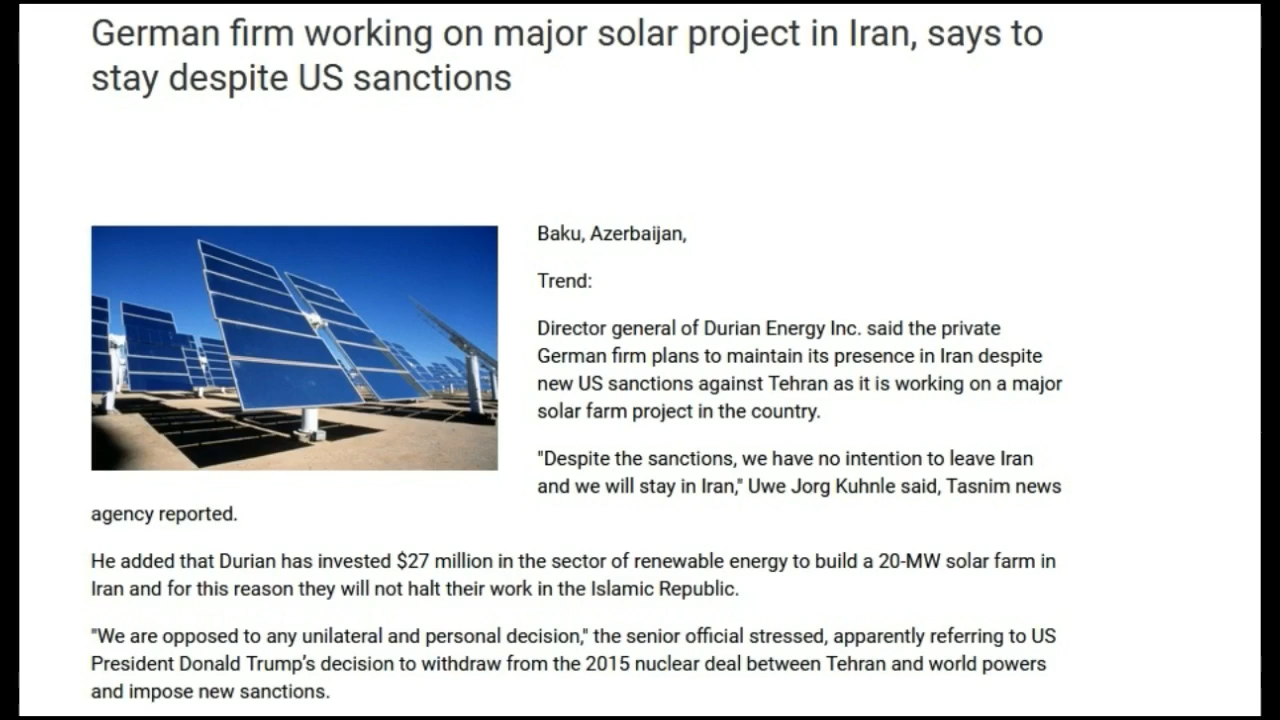 German firm working on major solar project in Iran, says to
stay despite US sanctions
Baku, Azerbaijan,
Trend:
Director general of Durian Energy Inc. said the private
German firm plans to maintain its presence in Iran despite
new US sanctions against Tehran as it is working on a major
solar farm project in the country.
"Despite the sanctions, we have no intention to leave Iran
and we will stay in Iran," Uwe Jorg Kuhnle said, Tasnim news
agency reported.
He added that Durian has invested $27 million in the sector of renewable energy to build a 20-MW solar farm in
Iran and for this reason they will not halt their work in the Islamic Republic.
"We are opposed to any unilateral and personal decision," the senior official stressed, apparently referring to US
President Donald Trump’s decision to withdraw from the 2015 nuclear deal between Tehran and world powers
and impose new sanctions.